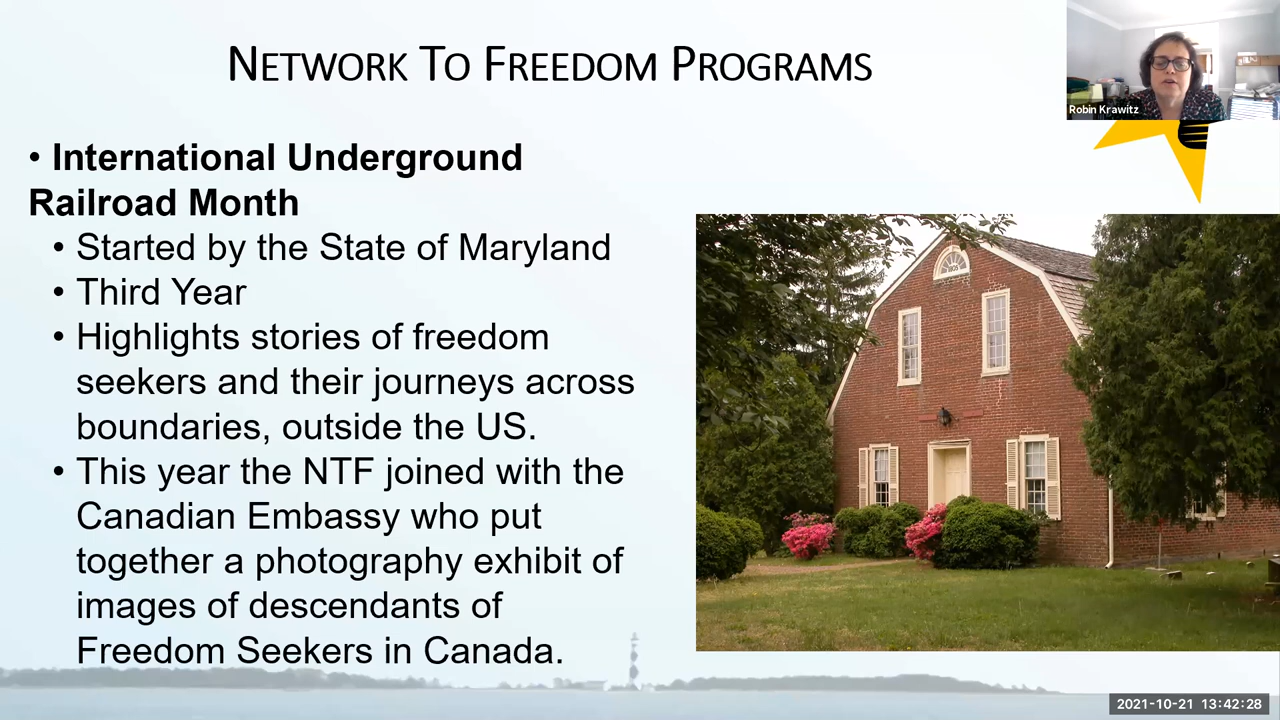 NETWORK TO FREEDOM PROGRAMS
Robin Krawitz
• International Underground
Railroad Month
• Started by the State of Maryland
• Third Year
• Highlights stories of freedom
seekers and their journeys across
boundaries, outside the US.
• This year the NTF joined with the
Canadian Embassy who put
together a photography exhibit of
images of descendants of
Freedom Seekers in Canada.
2021-10-21 13:42:28